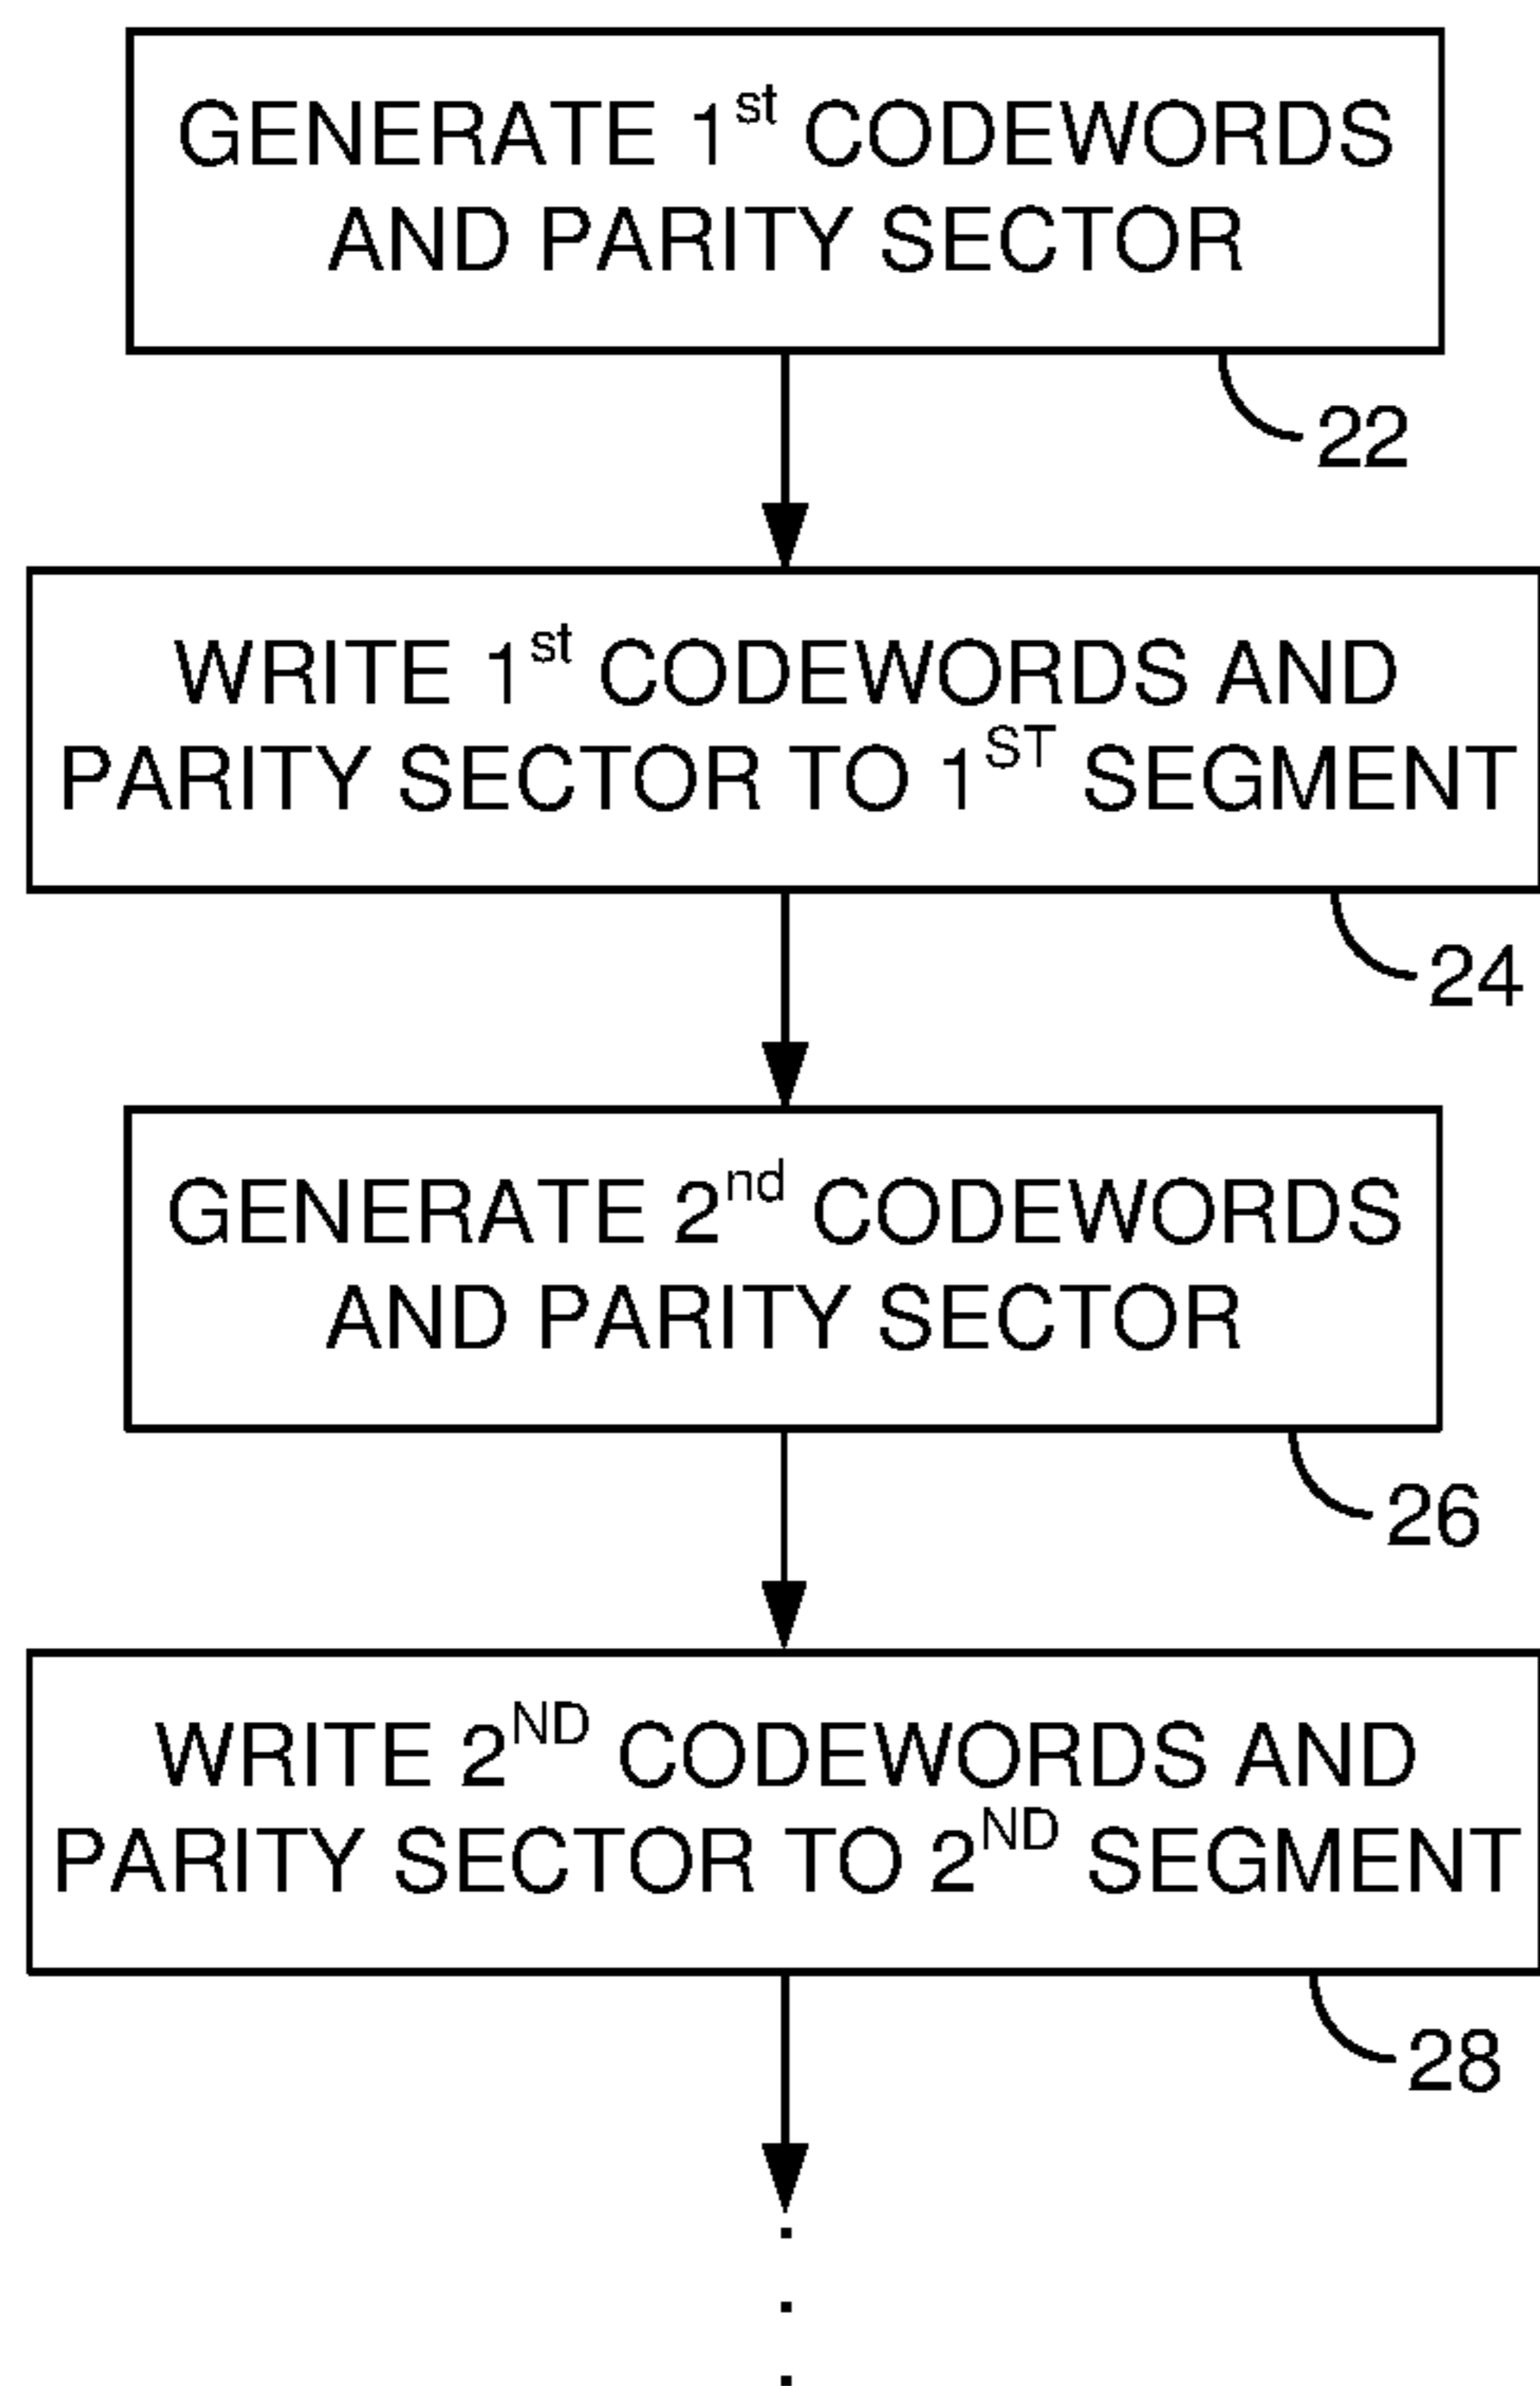 GENERATE 1st CODEWORDS
AND PARITY SECTOR
22
WRITE 1st CODEWORDS AND
PARITY SECTOR TO 1ST SEGMENT
24
GENERATE 2nd CODEWORDS
AND PARITY SECTOR
26
WRITE 2ND CODEWORDS AND
PARITY SECTOR TO 2ND SEGMENT
28